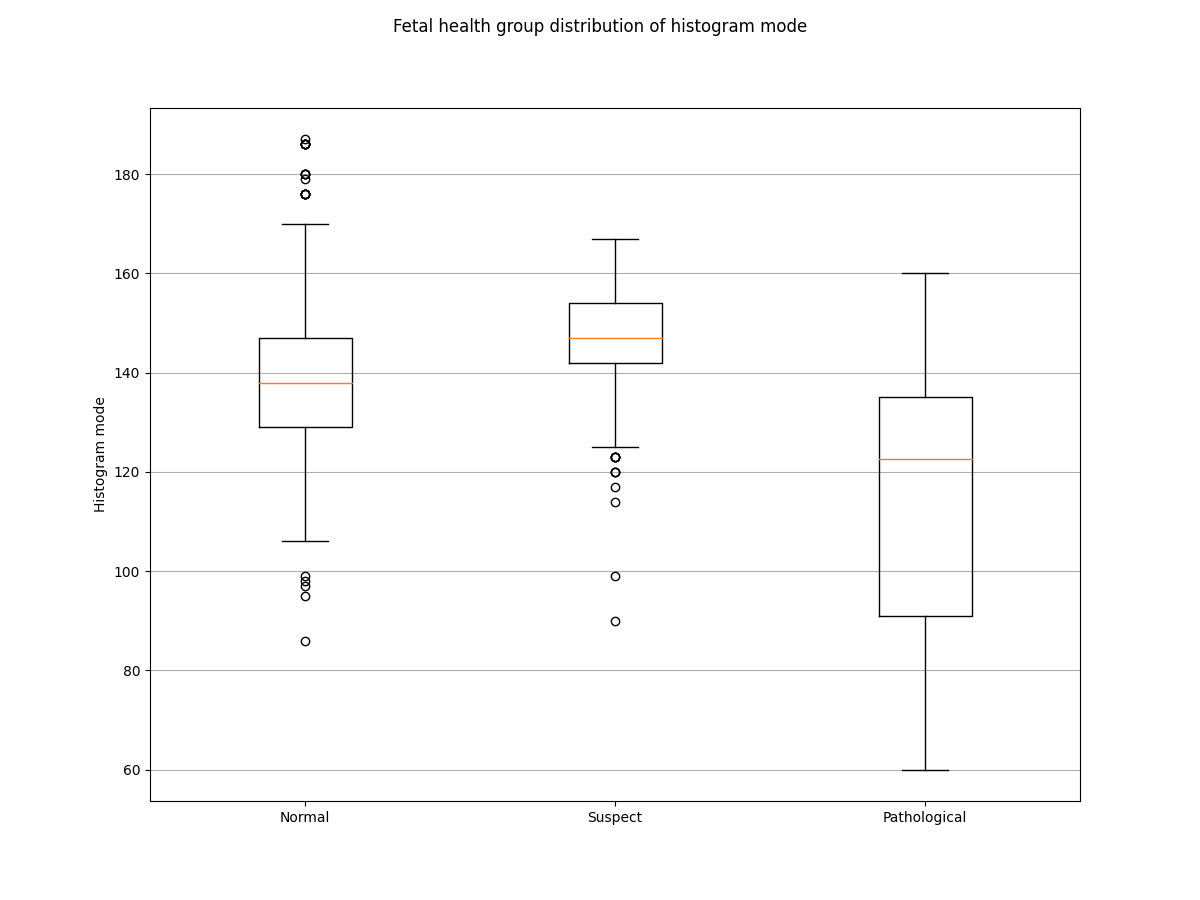 Fetal health group distribution of histogram mode
Histogram mode
180
160
140
120
100
80
60
Normal
Suspect
Pathological